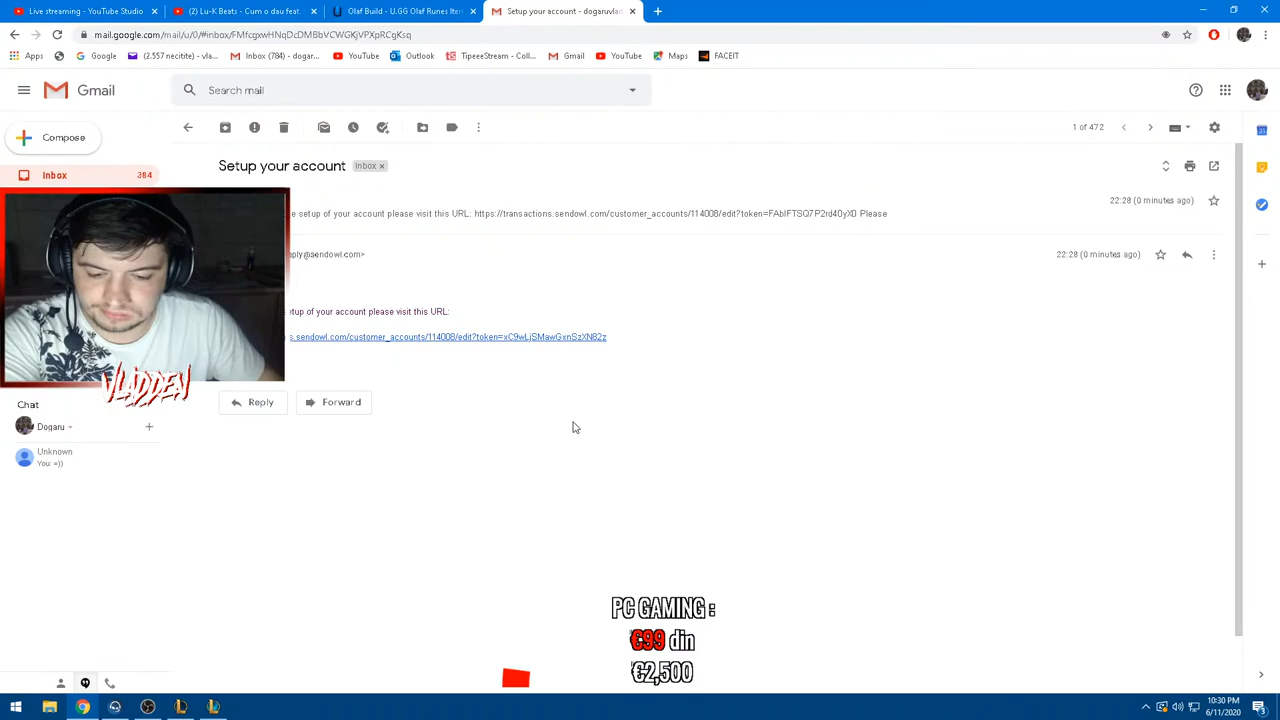 Live streaming - YouTube Studio
(2) Lu-K Beats - Cum o dau feat.
Olaf Build - U.GG Olaf Runes Iter
Setup your account - dogaruvlad
mail.google.com/mail/u/0/#inbox/FMfcgxwHNqDcDMBbVCWGKjVPXpRCgKsq
Apps
Google
(2.557 necitite) - vla...
Inbox (784) - dogar...
YouTube
Outlook
TipeeeStream - Coll...
Gmail
YouTube
Maps
FACEIT
Gmail
Search mail
Compose
1 of 472
Inbox
384
Setup your account
Inbox x
e setup of your account please visit this URL: https://transactions.sendowl.com/customer_accounts/114008/edit?token=FAbIFTSQ7P2rd40yX0 Please
22:28 (0 minutes ago)
eply@sendowl.com>
22:28 (0 minutes ago)
etup of your account please visit this URL:
s.sendowl.com/customer_accounts/114008/edit?token=xC9wLjSMawGxnSzXN82z
VLADDEN
Reply
Forward
Chat
Dogaru
Unknown
You: =))
PC GAMING :
€99 din
€2,500
10:30 PM
6/11/2020
3